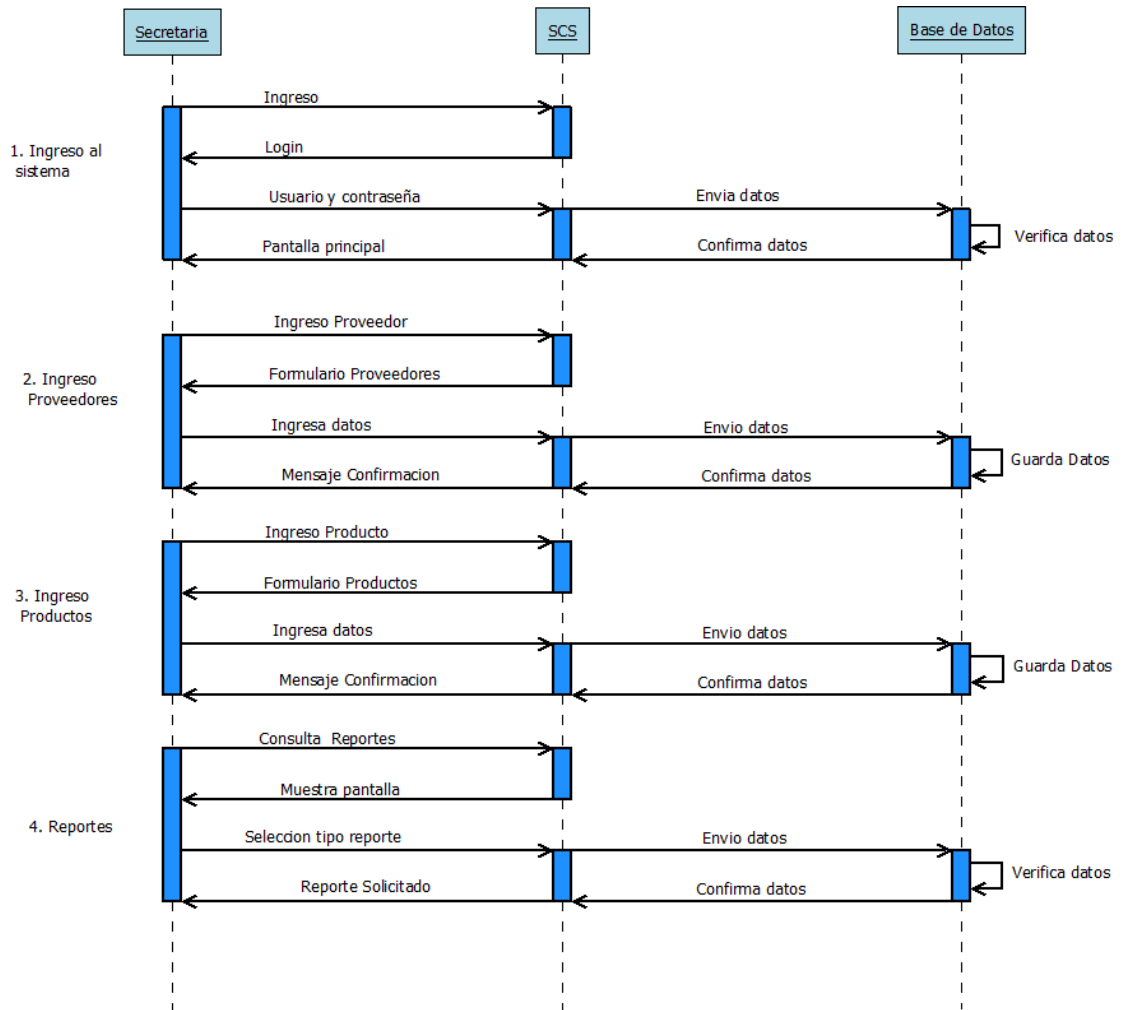 Secretaria
SCS
Base de Datos
Ingreso
1. Ingreso al
sistema
Login
Usuario y contraseña
Envia datos
Verifica datos
Pantalla principal
Confirma datos
Ingreso Proveedor
2. Ingreso
Proveedores
Formulario Proveedores
Ingresa datos
Envio datos
Guarda Datos
Mensaje Confirmacion
Confirma datos
Ingreso Producto
3. Ingreso
Productos
Formulario Productos
Ingresa datos
Envio datos
Guarda Datos
Mensaje Confirmacion
Confirma datos
Consulta Reportes
Muestra pantalla
4. Reportes
Seleccion tipo reporte
Envio datos
Verifica datos
Reporte Solicitado
Confirma datos